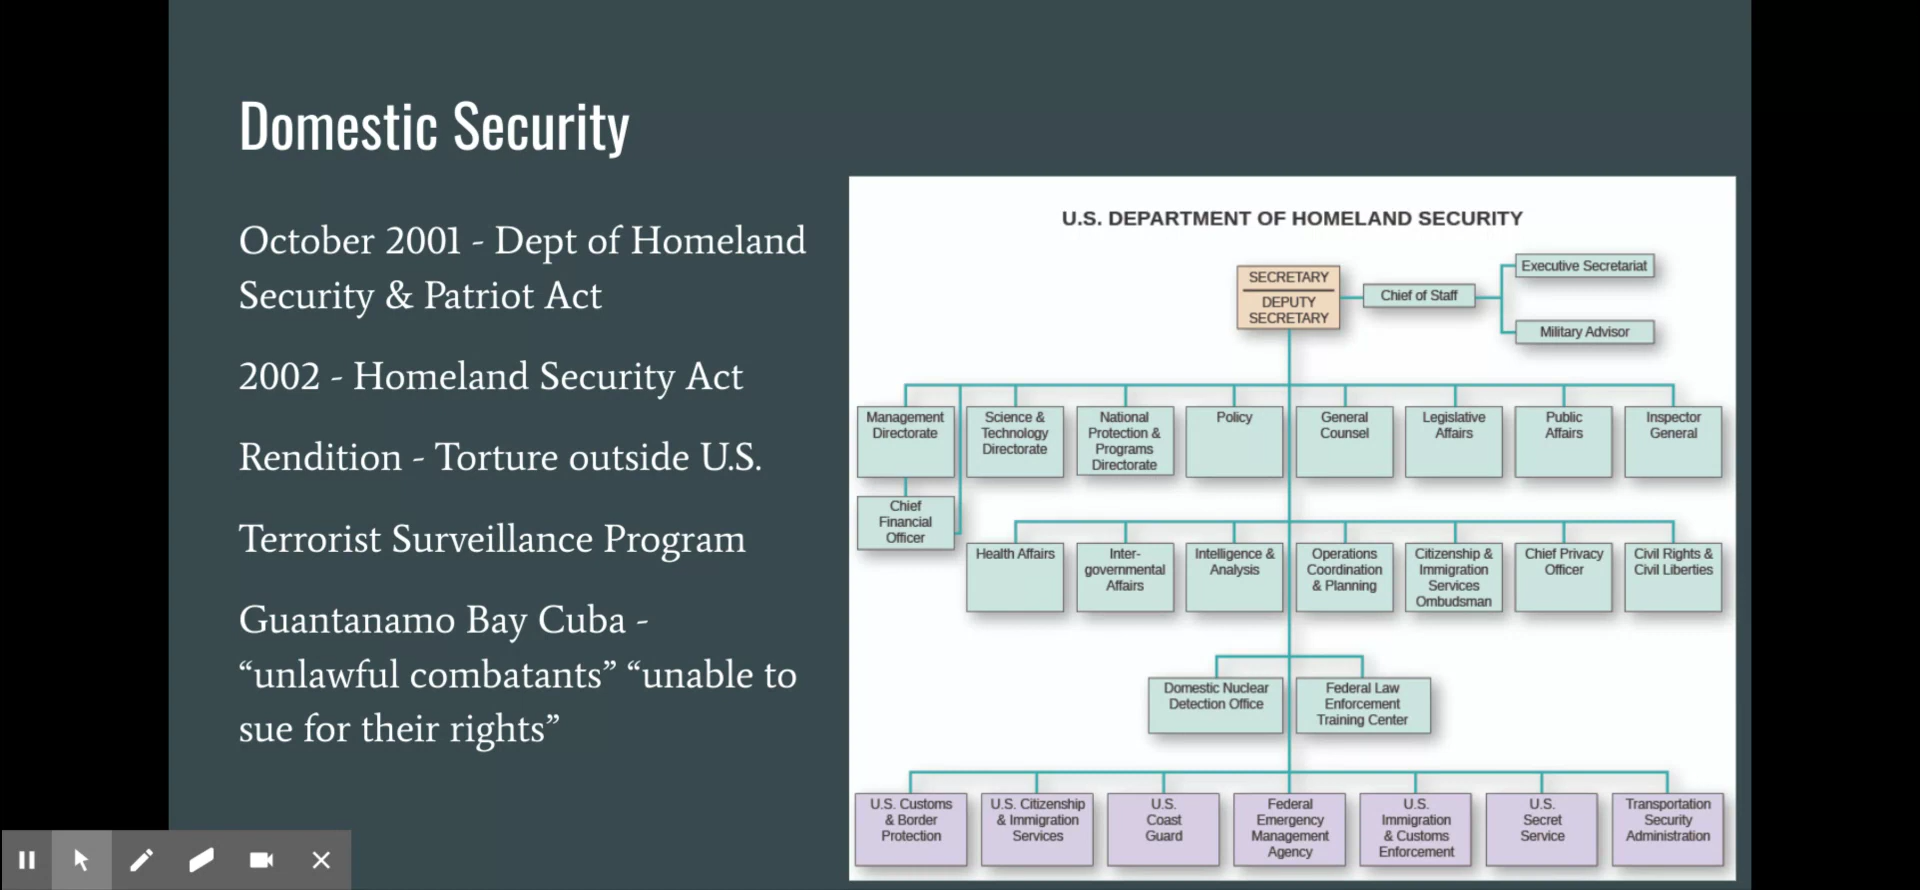 Domestic Security
October 2001 - Dept of Homeland
Security & Patriot Act
2002 - Homeland Security Act
Rendition - Torture outside U.S.
Terrorist Surveillance Program
Guantanamo Bay Cuba -
“unlawful combatants” “unable to
sue for their rights”
U.S. DEPARTMENT OF HOMELAND SECURITY
SECRETARY
DEPUTY
SECRETARY
Chief of Staff
Executive Secretariat
Military Advisor
Management
Directorate
Science &
Technology
Directorate
National
Protection &
Programs
Directorate
Policy
General
Counsel
Legislative
Affairs
Public
Affairs
Inspector
General
Chief
Financial
Officer
Health Affairs
Inter-
governmental
Affairs
Intelligence &
Analysis
Operations
Coordination
& Planning
Citizenship &
Immigration
Services
Ombudsman
Chief Privacy
Officer
Civil Rights &
Civil Liberties
Domestic Nuclear
Detection Office
Federal Law
Enforcement
Training Center
U.S. Customs
& Border
Protection
U.S. Citizenship
& Immigration
Services
U.S.
Coast
Guard
Federal
Emergency
Management
Agency
U.S.
Immigration
& Customs
Enforcement
U.S.
Secret
Service
Transportation
Security
Administration